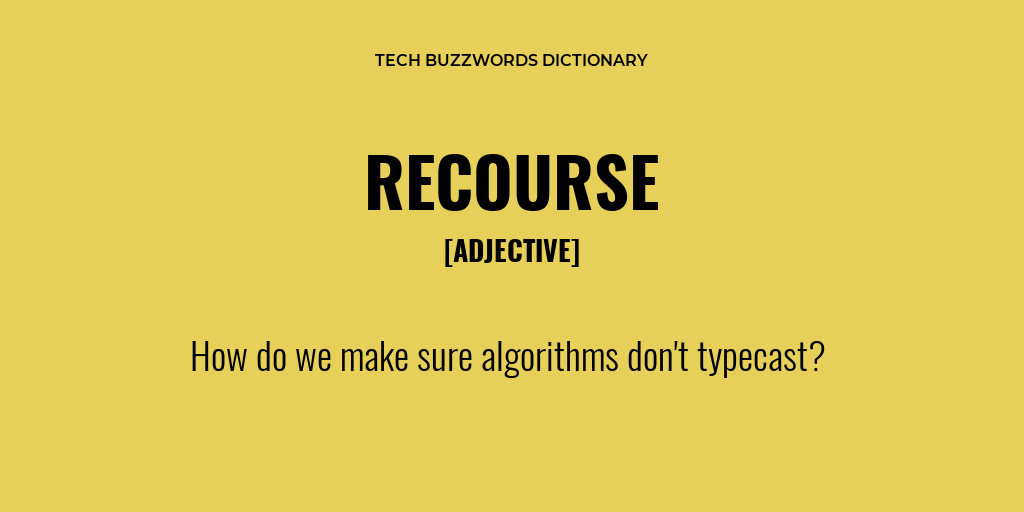 TECH BUZZWORDS DICTIONARY
RECOURSE
[ADJECTIVE]
How do we make sure algorithms don't typecast?